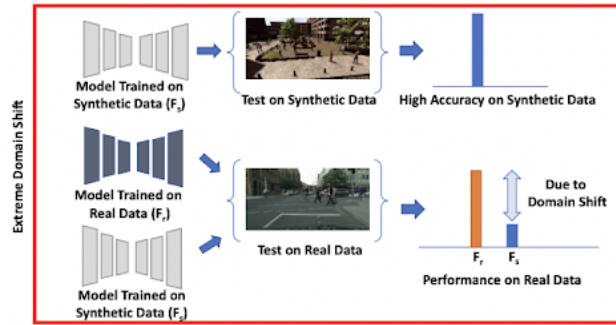 Extreme Domain Shift
Model Trained on
Synthetic Data (Fs)
Test on Synthetic Data
High Accuracy on Synthetic Data
Model Trained on
Real Data (Fr)
Test on Real Data
Due to
Domain Shift
Model Trained on
Synthetic Data (Fs)
Fr
Fs
Performance on Real Data